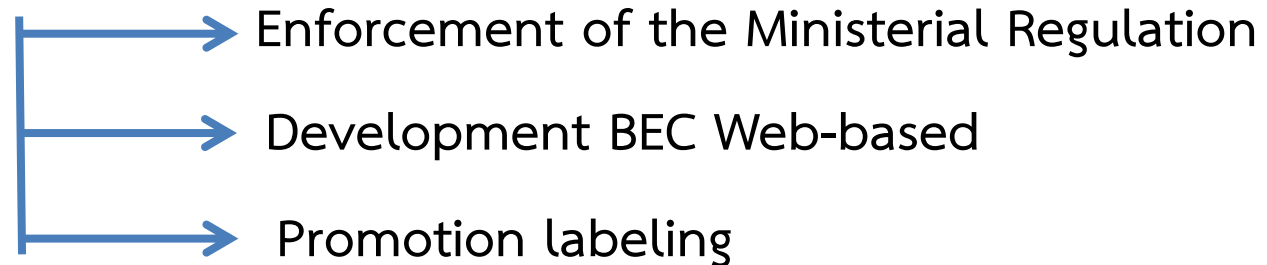 Enforcement of the Ministerial Regulation
Development BEC Web-based
Promotion labeling